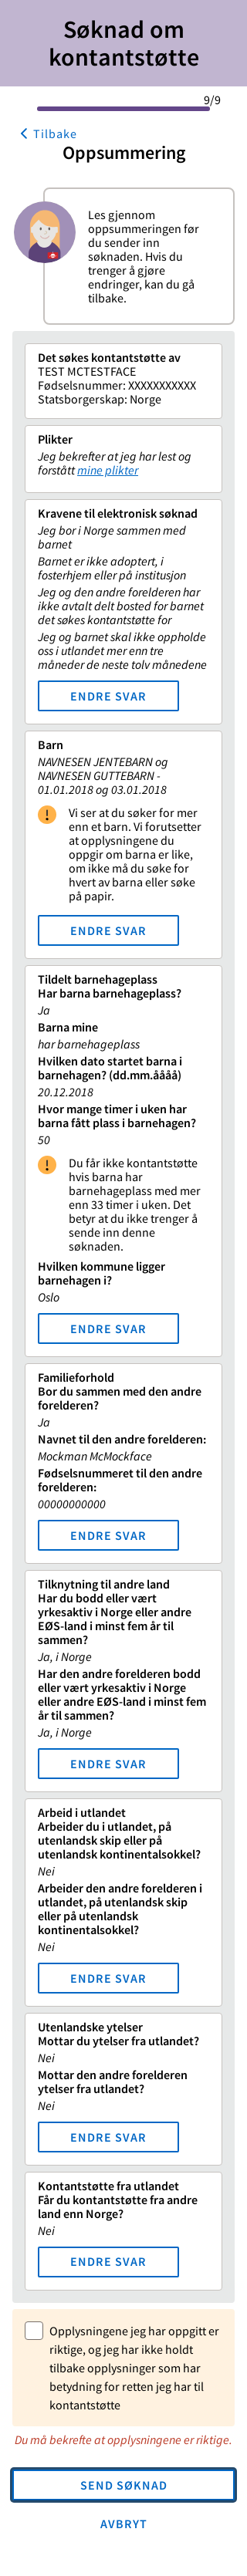 Søknad om
kontantstøtte
9/9
Tilbake
Oppsummering
Les gjennom
oppsummeringen før
du sender inn
søknaden. Hvis du
trenger å gjøre
endringer, kan du gå
tilbake.
Det søkes kontantstøtte av
TEST MCTESTFACE
Fødselsnummer: XXXXXXXXXXX
Statsborgerskap: Norge
Plikter
Jeg bekrefter at jeg har lest og
forstått mine plikter
Kravene til elektronisk søknad
Jeg bor i Norge sammen med
barnet
Barnet er ikke adoptert, i
fosterhjem eller på institusjon
Jeg og den andre forelderen har
ikke avtalt delt bosted for barnet
det søkes kontantstøtte for
Jeg og barnet skal ikke oppholde
oss i utlandet mer enn tre
måneder de neste tolv månedene
ENDRE SVAR
Barn
NAVNESEN JENTEBARN og
NAVNESEN GUTTEBARN -
01.01.2018 og 03.01.2018
Vi ser at du søker for mer
enn et barn. Vi forutsetter
at opplysningene du
oppgir om barna er like,
om ikke må du søke for
hvert av barna eller søke
på papir.
ENDRE SVAR
Tildelt barnehageplass
Har barna barnehageplass?
Ja
Barna mine
har barnehageplass
Hvilken dato startet barna i
barnehagen? (dd.mm.åååå)
20.12.2018
Hvor mange timer i uken har
barna fått plass i barnehagen?
50
Du får ikke kontantstøtte
hvis barna har
barnehageplass med mer
enn 33 timer i uken. Det
betyr at du ikke trenger å
sende inn denne
søknaden.
Hvilken kommune ligger
barnehagen i?
Oslo
ENDRE SVAR
Familieforhold
Bor du sammen med den andre
forelderen?
Ja
Navnet til den andre forelderen:
Mockman McMockface
Fødselsnummeret til den andre
forelderen:
00000000000
ENDRE SVAR
Tilknytning til andre land
Har du bodd eller vært
yrkesaktiv i Norge eller andre
EØS-land i minst fem år til
sammen?
Ja, i Norge
Har den andre forelderen bodd
eller vært yrkesaktiv i Norge
eller andre EØS-land i minst fem
år til sammen?
Ja, i Norge
ENDRE SVAR
Arbeid i utlandet
Arbeider du i utlandet, på
utenlandsk skip eller på
utenlandsk kontinentalsokkel?
Nei
Arbeider den andre forelderen i
utlandet, på utenlandsk skip
eller på utenlandsk
kontinentalsokkel?
Nei
ENDRE SVAR
Utenlandske ytelser
Mottar du ytelser fra utlandet?
Nei
Mottar den andre forelderen
ytelser fra utlandet?
Nei
ENDRE SVAR
Kontantstøtte fra utlandet
Får du kontantstøtte fra andre
land enn Norge?
Nei
ENDRE SVAR
Opplysningene jeg har oppgitt er
riktige, og jeg har ikke holdt
tilbake opplysninger som har
betydning for retten jeg har til
kontantstøtte
Du må bekrefte at opplysningene er riktige.
SEND SØKNAD
AVBRYT